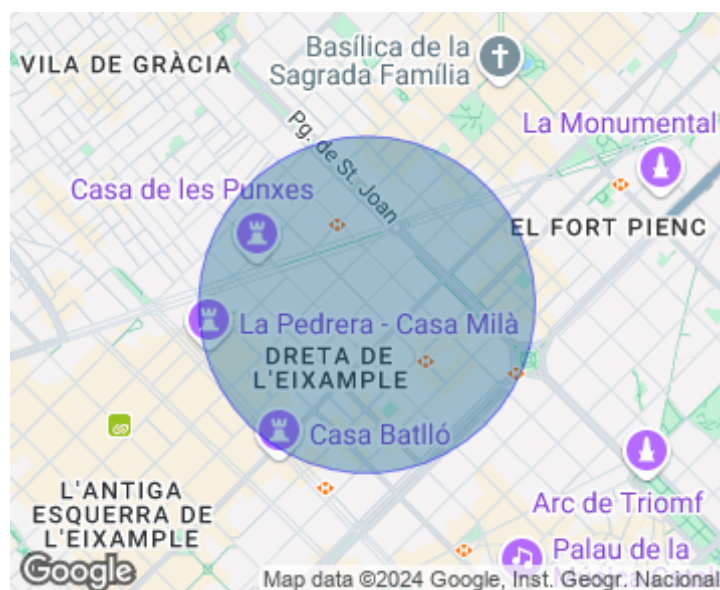 VILA DE GRÀCIA
Basílica de la
Sagrada Família
La Monumental
Pg. de St. Joan
Casa de les Punxes
EL FORT PIENC
La Pedrera - Casa Milà
DRETA DE
L'EIXAMPLE
Casa Batlló
L'ANTIGA
ESQUERRA DE
L'EIXAMPLE
Arc de Triomf
Palau de la
Google
Map data ©2024 Google, Inst. Geogr. Nacional